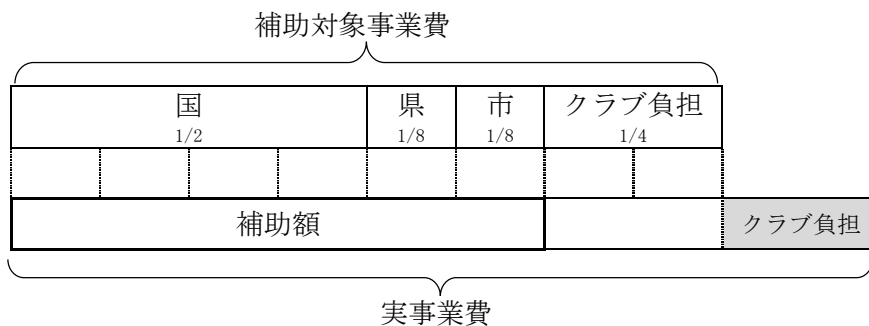 補助対象事業費
国 県 市 クラブ負担
1/2 1/8 1/8 1/4
補助額 クラブ負担
実事業費